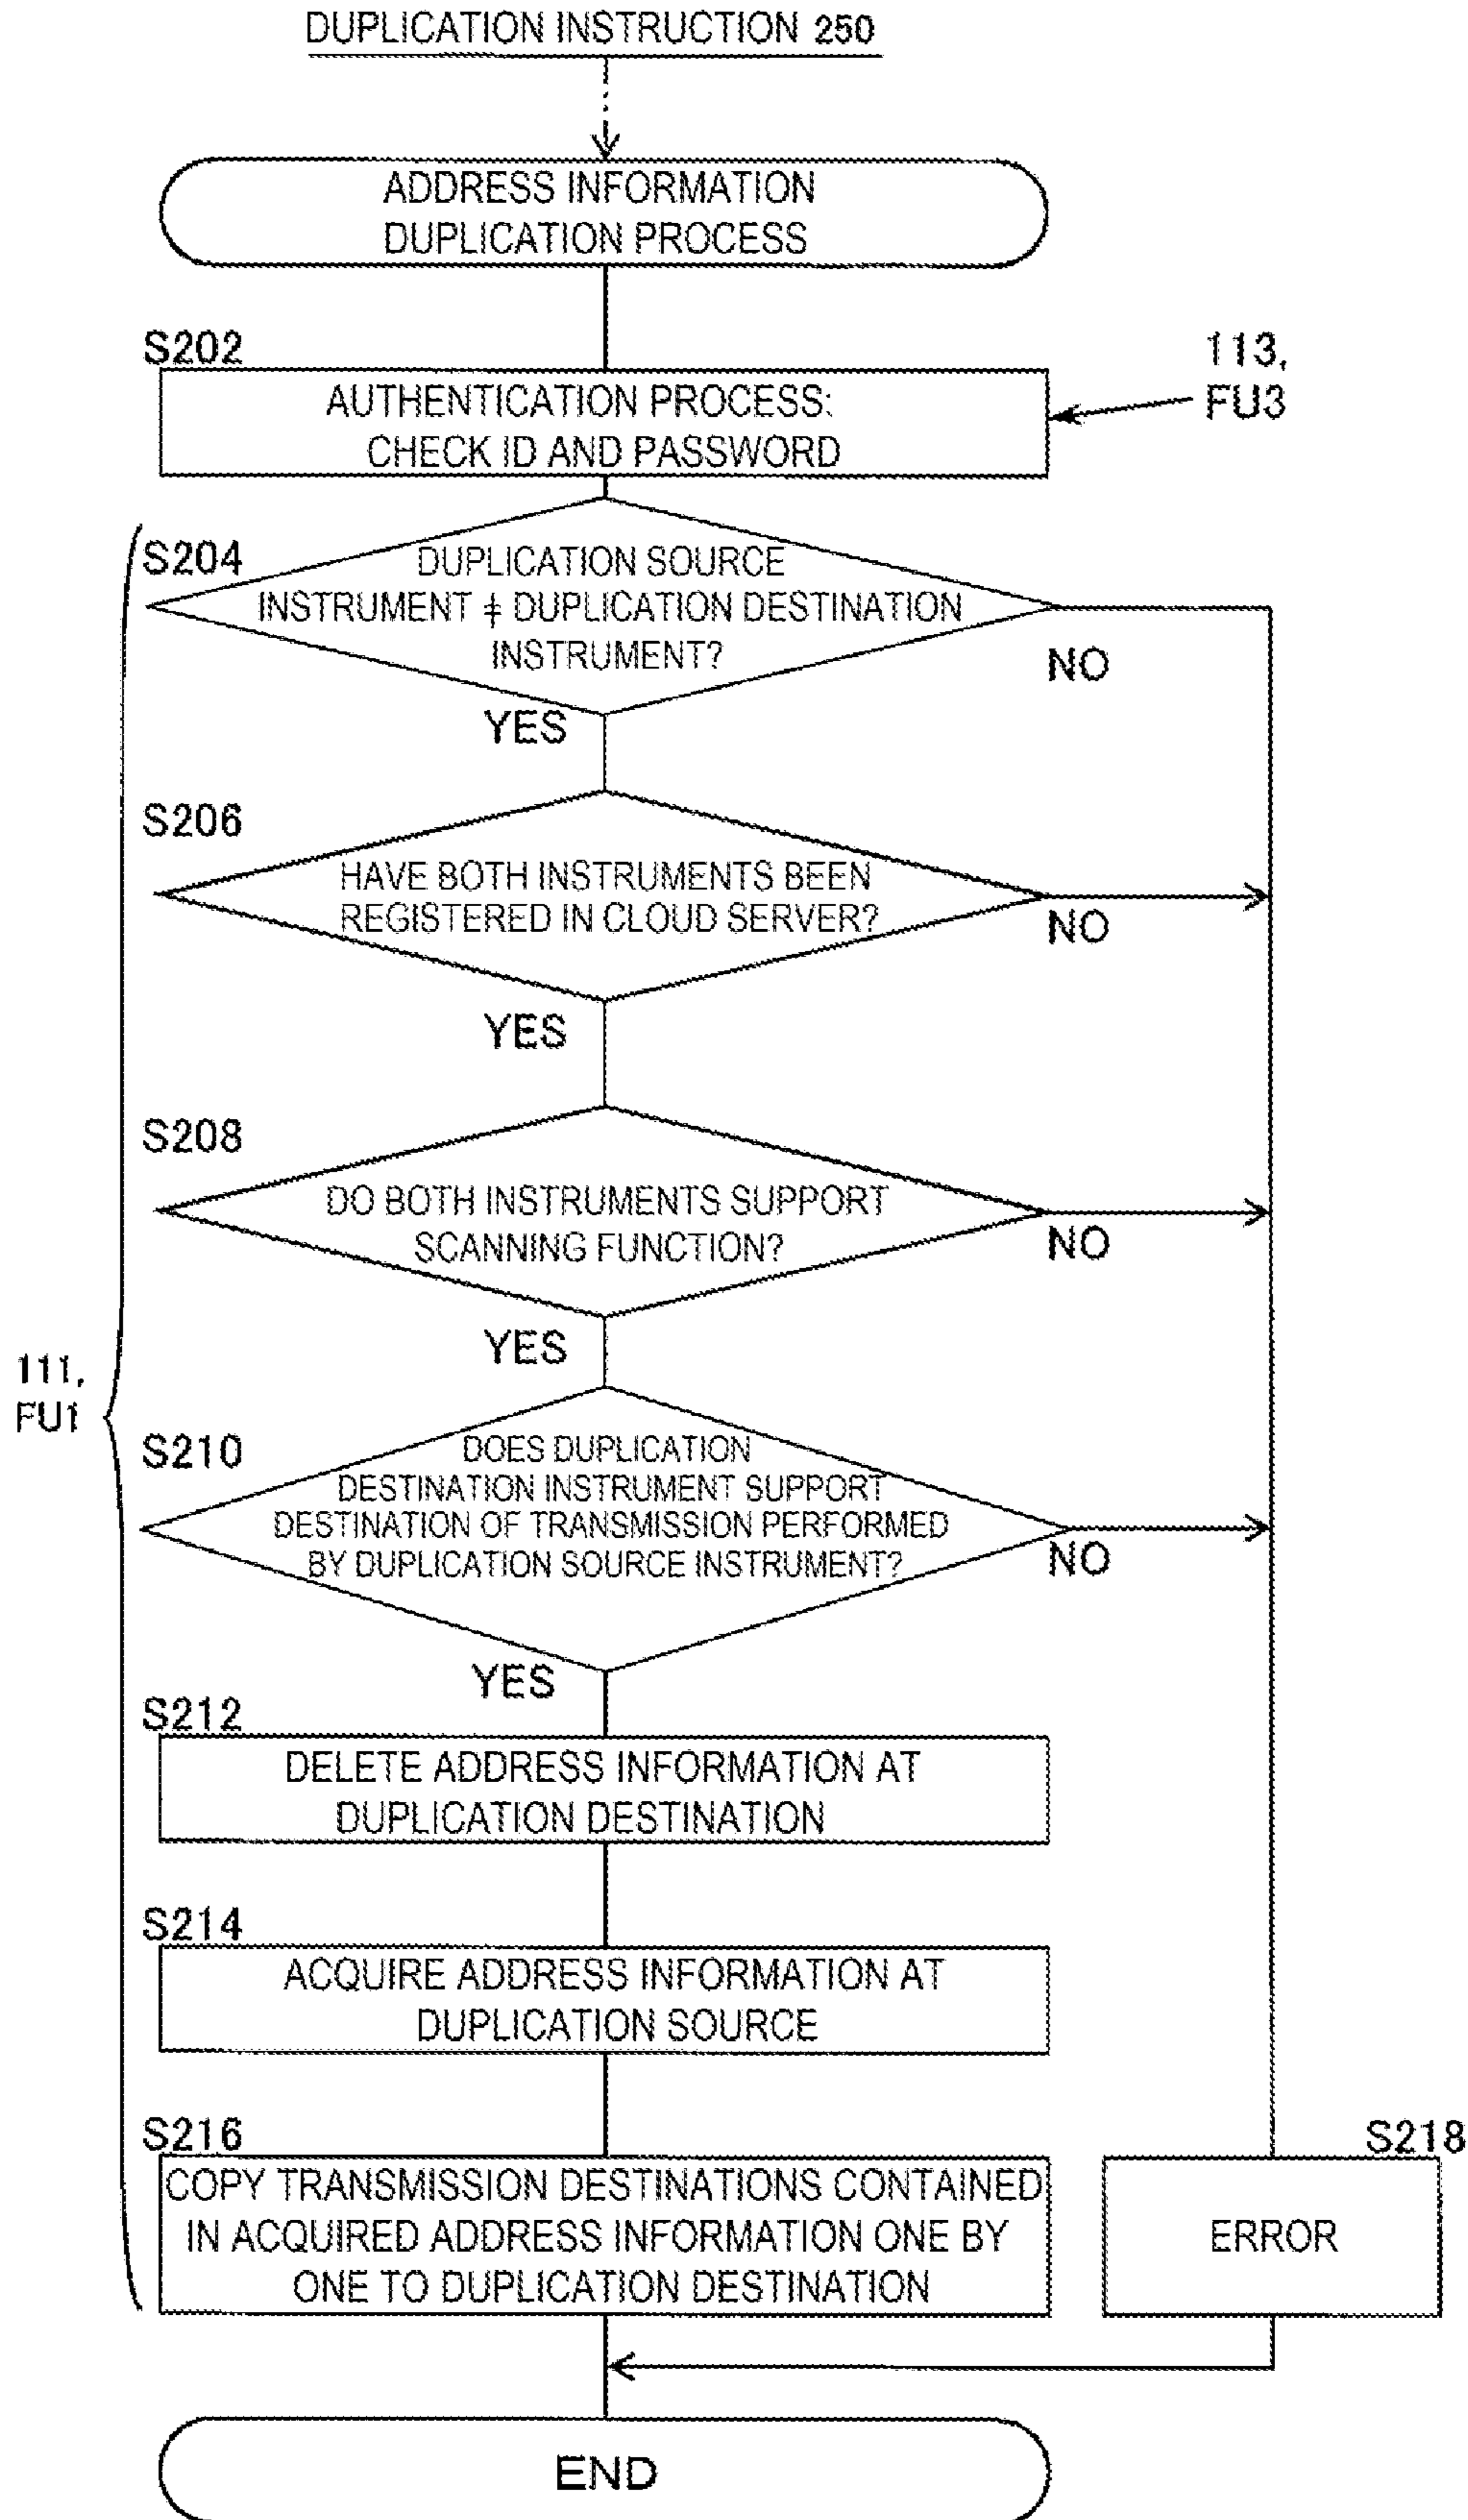 DUPLICATION INSTRUCTION 250
ADDRESS INFORMATION
DUPLICATION PROCESS
S202
113,
FU3
AUTHENTICATION PROCESS:
CHECK ID AND PASSWORD
S204
DUPLICATION SOURCE
INSTRUMENT ≠ DUPLICATION DESTINATION
INSTRUMENT?
NO
YES
S206
HAVE BOTH INSTRUMENTS BEEN
REGISTERED IN CLOUD SERVER?
NO
YES
S208
DO BOTH INSTRUMENTS SUPPORT
SCANNING FUNCTION?
NO
YES
111,
FU1
S210
DOES DUPLICATION
DESTINATION INSTRUMENT SUPPORT
DESTINATION OF TRANSMISSION PERFORMED
BY DUPLICATION SOURCE INSTRUMENT?
NO
YES
S212
DELETE ADDRESS INFORMATION AT
DUPLICATION DESTINATION
S214
ACQUIRE ADDRESS INFORMATION AT
DUPLICATION SOURCE
S216
COPY TRANSMISSION DESTINATIONS CONTAINED
IN ACQUIRED ADDRESS INFORMATION ONE BY
ONE TO DUPLICATION DESTINATION
S218
ERROR
END